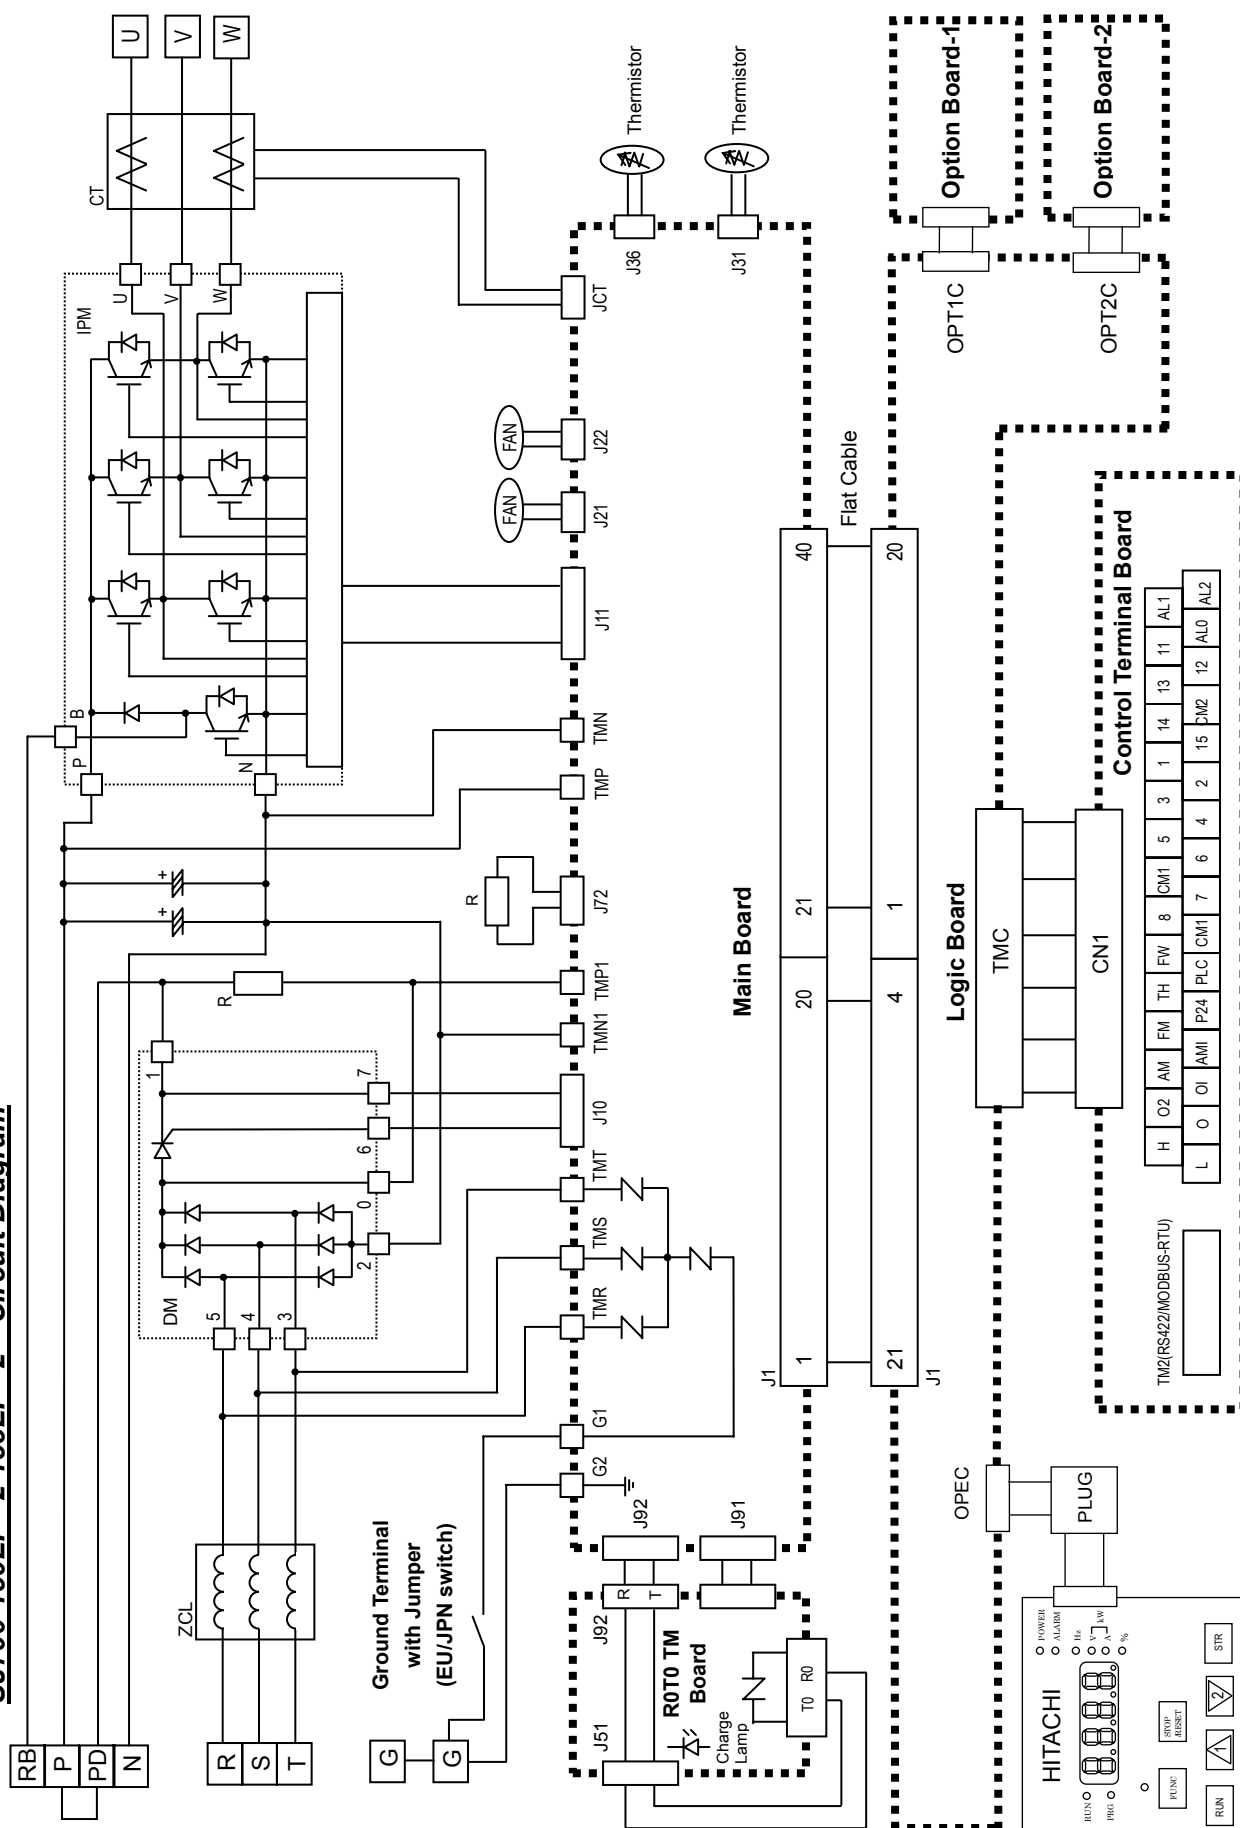 Circuit Diagram
RB
P
PD
N
R
S
T
ZCL
DM
5
4
3
2
0
6
7
1
R
P
B
N
IPM
U
V
W
CT
U
V
W
Ground Terminal
with Jumper
(EU/JPN switch)
G
G
G2
G1
TMR
TMS
TMT
J10
TMN1
TMP1
J72
R
TMP
TMN
J11
J21
FAN
J22
FAN
JCT
J36
Thermistor
J31
Thermistor
Main Board
J92
J91
J92
R
T
J51
R0T0 TM
Board
Charge
Lamp
T0
R0
J1
1
20
21
40
Flat Cable
J1
21
4
1
20
OPT1C
Option Board-1
OPT2C
Option Board-2
Logic Board
TMC
CN1
Control Terminal Board
H
O2
AM
FM
TH
FW
8
CM1
5
3
1
14
13
11
AL1
L
O
OI
AMI
P24
PLC
CM1
7
6
4
2
15
CM2
12
AL0
AL2
TM2(RS422/MODBUS-RTU)
OPEC
PLUG
HITACHI
POWER
ALARM
Hz
V
kW
A
%
RUN
PRG
RUN
FUNC
STOP
/RESET
1
2
STR